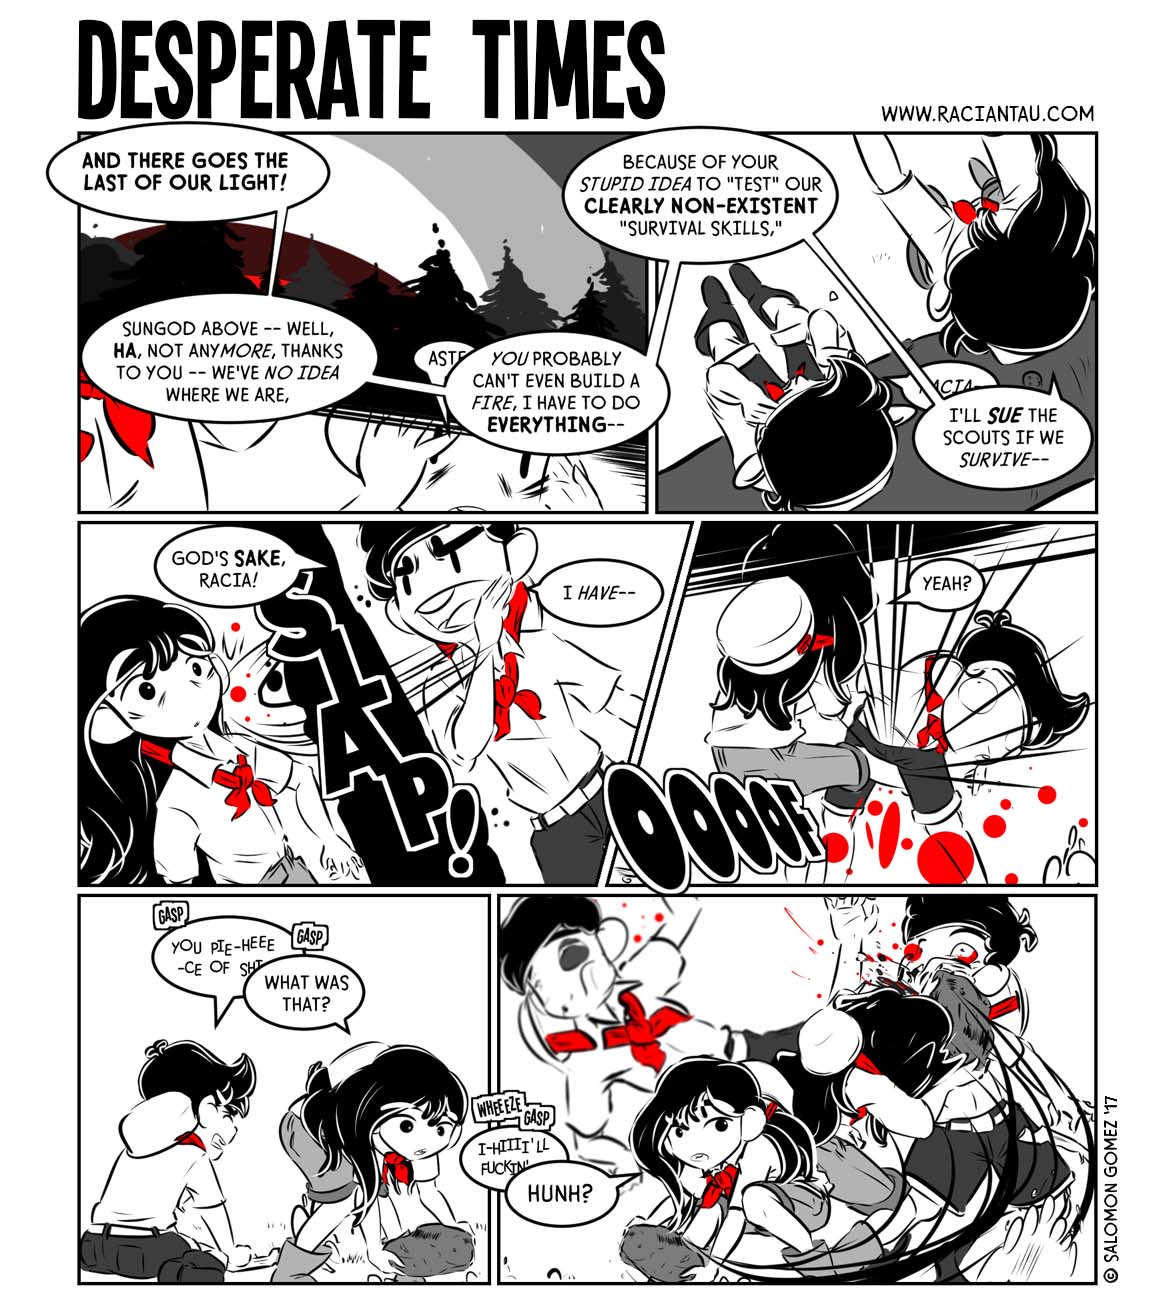 DESPERATE TIMES
WWW.RACIANTAU.COM
AND THERE GOES THE
LAST OF OUR LIGHT!
SUNGOD ABOVE -- WELL,
HA, NOT ANYMORE, THANKS
TO YOU -- WE'VE NO IDEA
WHERE WE ARE,
YOU PROBABLY
CAN'T EVEN BUILD A
FIRE, I HAVE TO DO
EVERYTHING--
BECAUSE OF YOUR
STUPID IDEA TO "TEST" OUR
CLEARLY NON-EXISTENT
"SURVIVAL SKILLS,"
I'LL SUE THE
SCOUTS IF WE
SURVIVE--
GOD'S SAKE,
RACIA!
SLAP!
I HAVE--
YEAH?
OOOOF
GASP
YOU PIE-HEEE
-CE OF SHI
GASP
WHAT WAS
THAT?
WHEEEZE
GASP
I-HIII'LL
FUCKIN'
HUNH?
© SALOMON GOMEZ '17